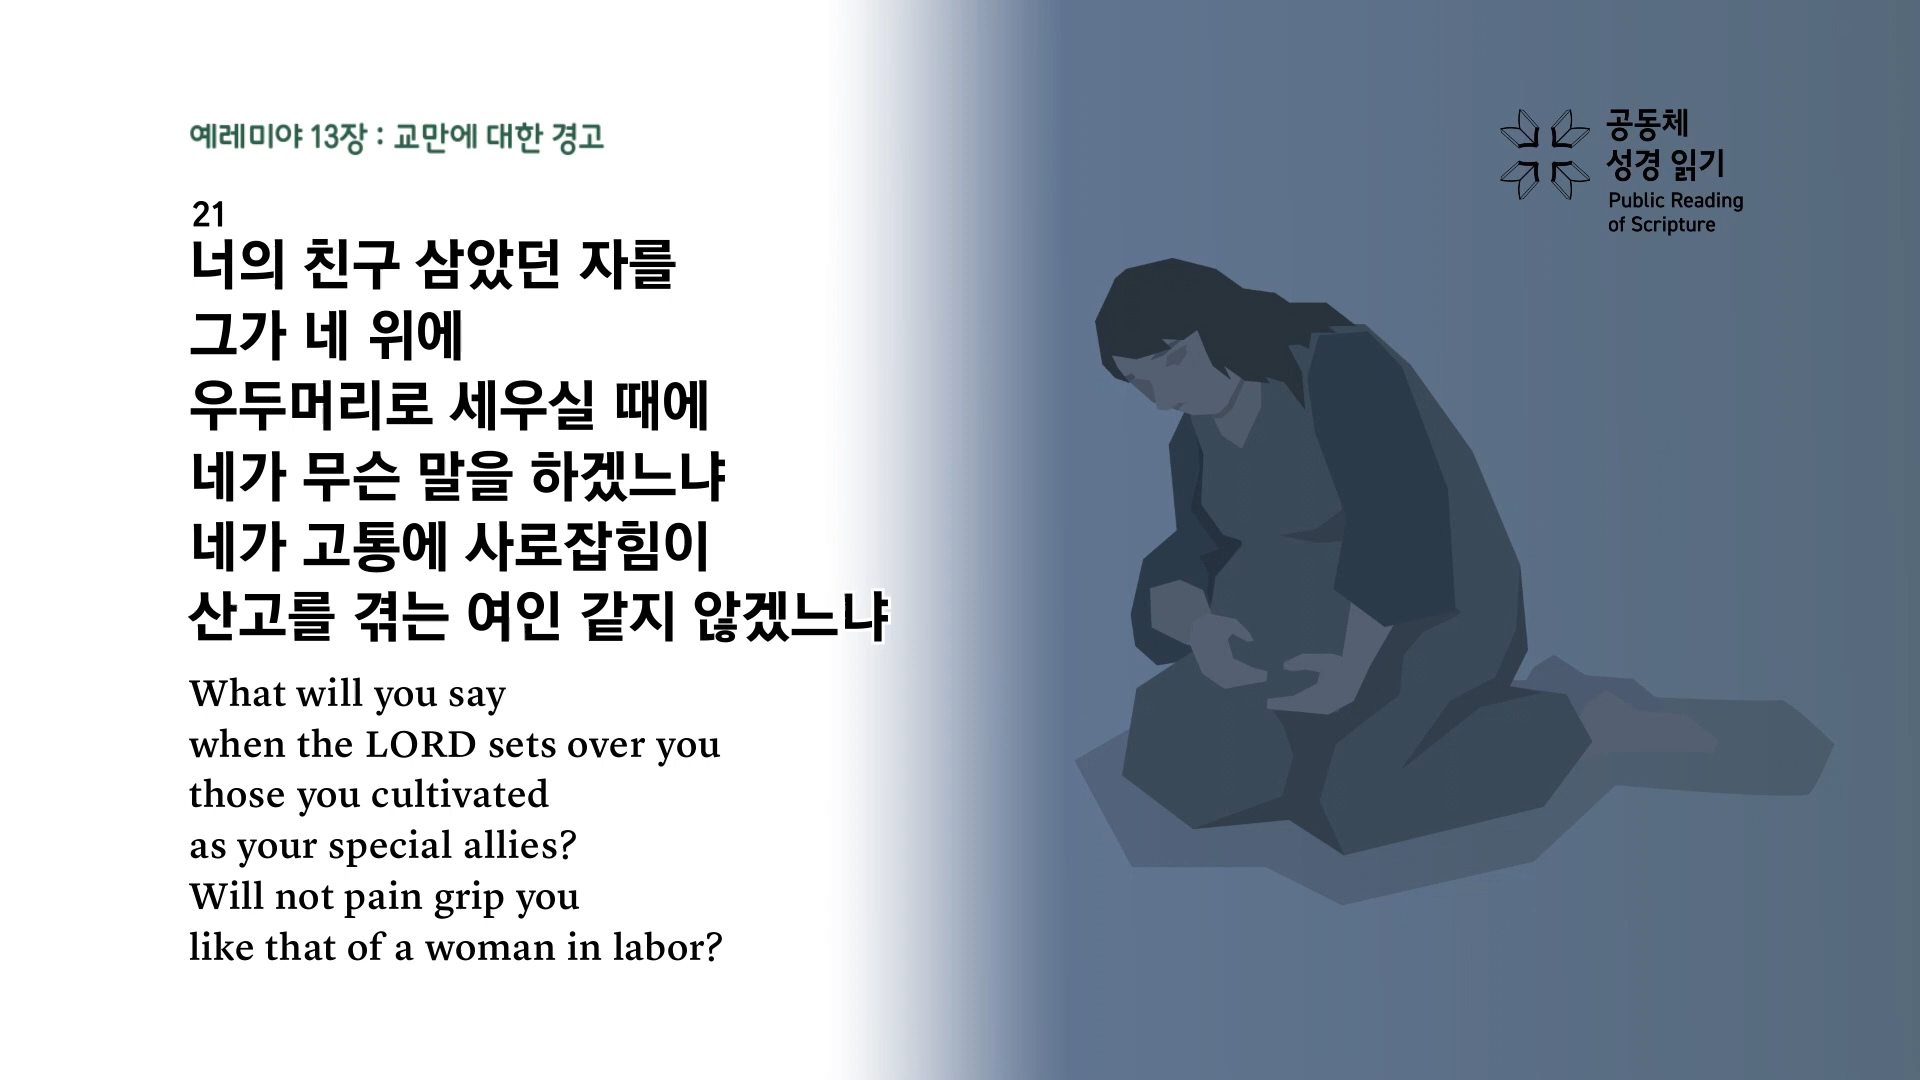 예레미야 13장 : 교만에 대한 경고
21
너의 친구 삼았던 자를
그가 네 위에
우두머리로 세우실 때에
네가 무슨 말을 하겠느냐
네가 고통에 사로잡힘이
산고를 겪는 여인 같지 않겠느냐
What will you say
when the LORD sets over you
those you cultivated
as your special allies?
Will not pain grip you
like that of a woman in labor?
공동체
성경 읽기
Public Reading
of Scripture